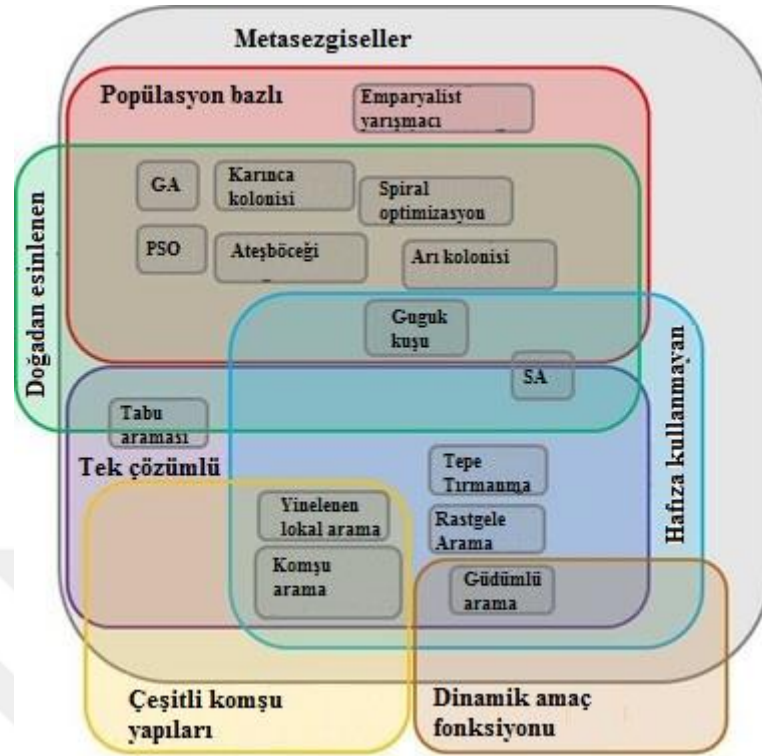 Metasezgiseller
Popülasyon bazlı
Emparyalist
yarışmacı
Doğadan esinlenen
GA
Karınca
kolonisi
Spiral
optimizasyon
PSO
Ateşböceği
Arı kolonisi
Guguk
kuşu
SA
Tabu
araması
Tek çözümlü
Hafıza kullanmayan
Tepe
Tırmanma
Yinelenen
lokal arama
Rastgele
Arama
Komşu
arama
Güdümlü
arama
Çeşitli komşu
yapıları
Dinamik amaç
fonksiyonu